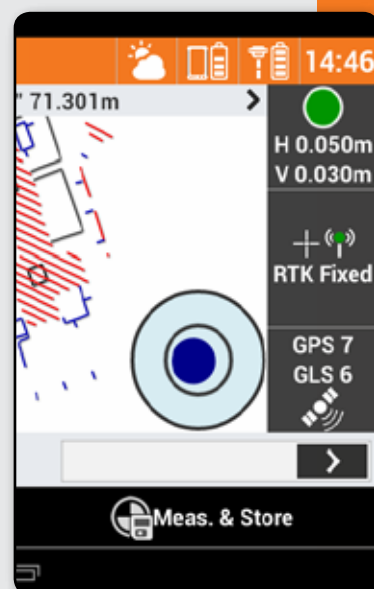 14:46
" 71.301m
H 0.050m
V 0.030m
RTK Fixed
GPS 7
GLS 6
Meas. & Store